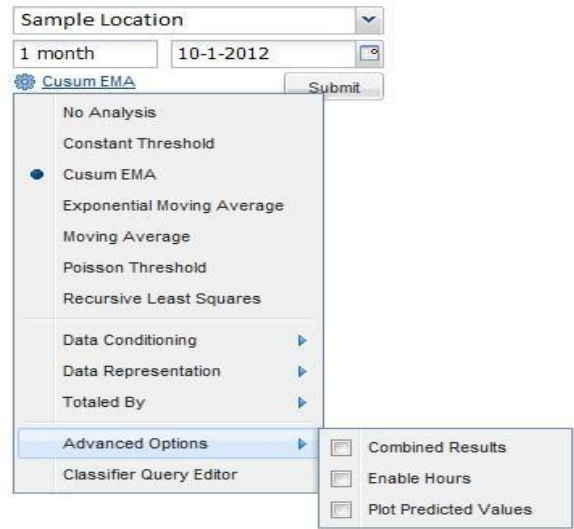 Sample Location
1 month 10-1-2012
Cusum EMA Submit
No Analysis
Constant Threshold
Cusum EMA
Exponential Moving Average
Moving Average
Poisson Threshold
Recursive Least Squares
Data Conditioning
Data Representation
Totaled By
Advanced Options
Classifier Query Editor
Combined Results
Enable Hours
Plot Predicted Values